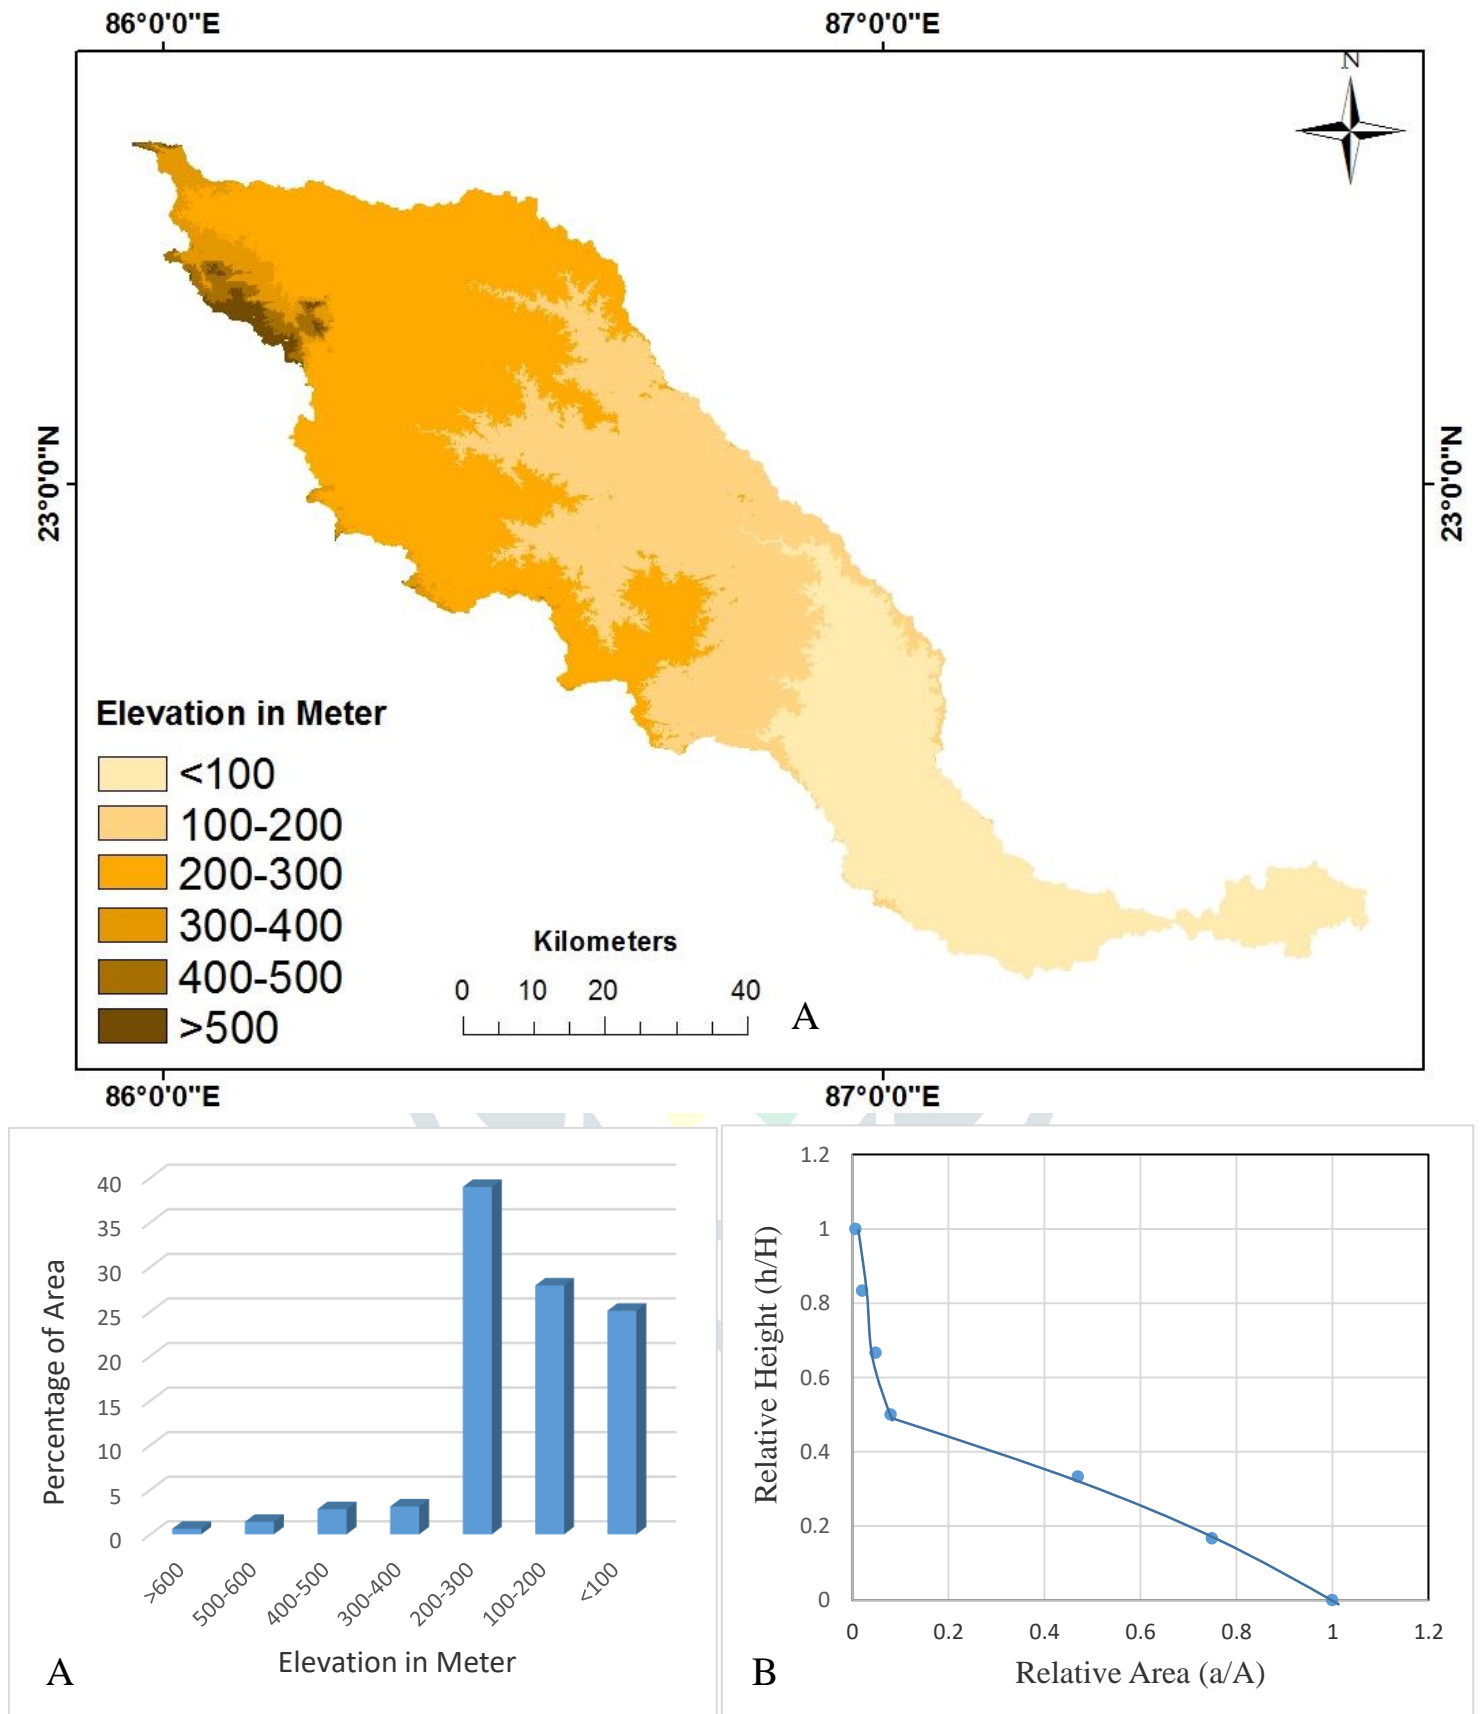 86°0'0"E 87°0'0"E
N
23°0'0"N 23°0'0"N
Elevation in Meter
<100
100-200
200-300
300-400
400-500
>500
Kilometers
0 10 20 40
A
86°0'0"E 87°0'0"E
40
35
30
25
20
15
10
5
0
Percentage of Area
>600 500-600 400-500 300-400 200-300 100-200 <100
Elevation in Meter
A
1.2
1
0.8
0.6
0.4
0.2
0
Relative Height (h/H)
0 0.2 0.4 0.6 0.8 1 1.2
Relative Area (a/A)
B